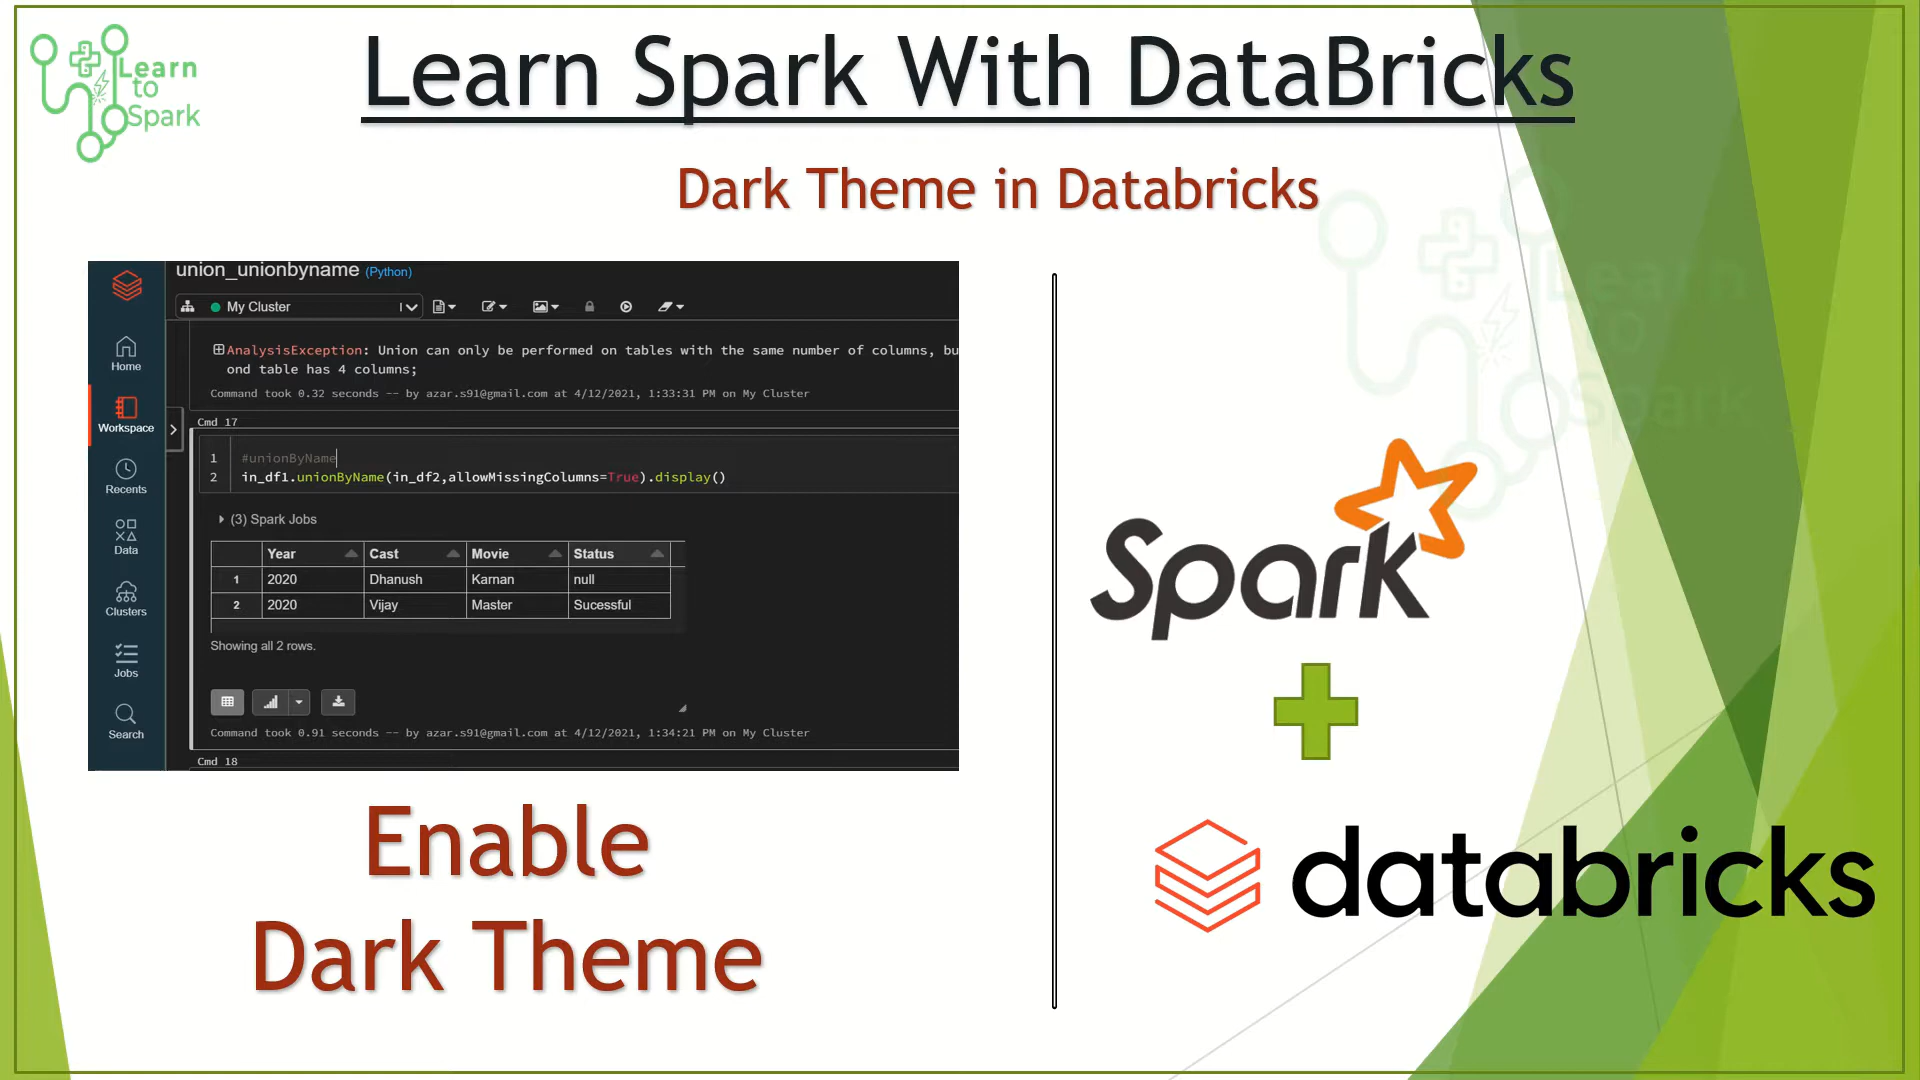 Learn
to
Spark
Learn Spark With DataBricks
Dark Theme in Databricks
union_unionbyname (Python)
My Cluster
Home
Workspace
Recents
Data
Clusters
Jobs
Search
AnalysisException: Union can only be performed on tables with the same number of columns, bu
ond table has 4 columns;
Command took 0.32 seconds -- by azar.s91@gmail.com at 4/12/2021, 1:33:31 PM on My Cluster
Cmd 17
1 #unionByName
2 in_df1.unionByName(in_df2,allowMissingColumns=True).display()
(3) Spark Jobs
Year Cast Movie Status
1 2020 Dhanush Karnan null
2 2020 Vijay Master Sucessful
Showing all 2 rows.
Command took 0.91 seconds -- by azar.s91@gmail.com at 4/12/2021, 1:34:21 PM on My Cluster
Cmd 18
Enable
Dark Theme
Learn
to
Spark
Spark
databricks